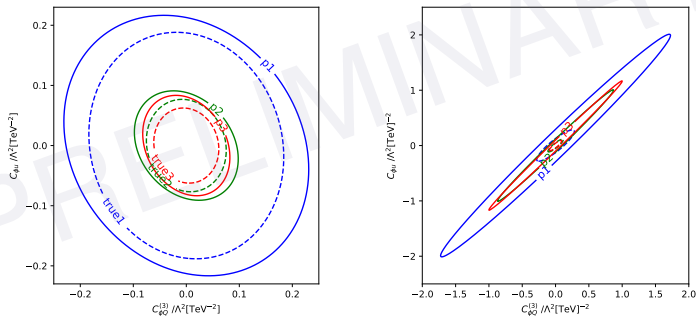 PRELIMINAR
0.2
0.1
0.0
−0.1
−0.2
C_{ϕu} /Λ²[TeV⁻²]
p1
p2
p3
true3
true2
true1
−0.2 −0.1 0.0 0.1 0.2
C_{ϕQ}^{(3)} /Λ²[TeV⁻²]
2
1
0
−1
−2
C_{ϕu} /Λ²[TeV]⁻²
p3
p2
p1
−2.0 −1.5 −1.0 −0.5 0.0 0.5 1.0 1.5 2.0
C_{ϕQ}^{(3)} /Λ²[TeV]⁻²